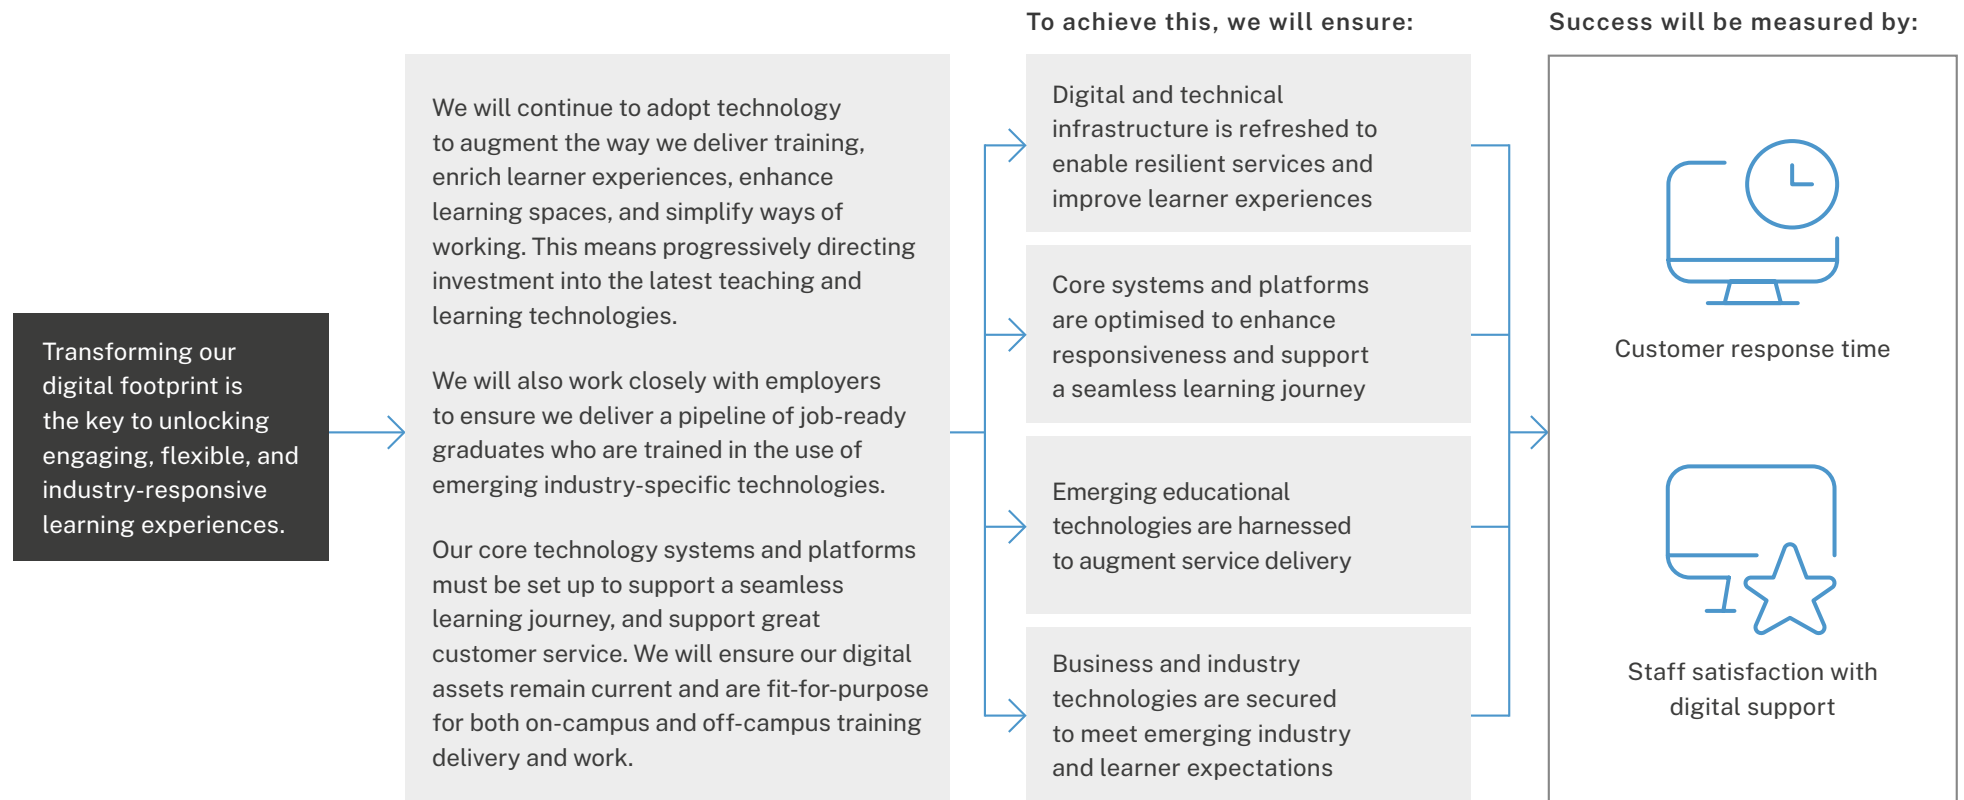 Transforming our
digital footprint is
the key to unlocking
engaging, flexible, and
industry-responsive
learning experiences.
We will continue to adopt technology
to augment the way we deliver training,
enrich learner experiences, enhance
learning spaces, and simplify ways of
working. This means progressively directing
investment into the latest teaching and
learning technologies.
We will also work closely with employers
to ensure we deliver a pipeline of job-ready
graduates who are trained in the use of
emerging industry-specific technologies.
Our core technology systems and platforms
must be set up to support a seamless
learning journey, and support great
customer service. We will ensure our digital
assets remain current and are fit-for-purpose
for both on-campus and off-campus training
delivery and work.
To achieve this, we will ensure:
Digital and technical
infrastructure is refreshed to
enable resilient services and
improve learner experiences
Core systems and platforms
are optimised to enhance
responsiveness and support
a seamless learning journey
Emerging educational
technologies are harnessed
to augment service delivery
Business and industry
technologies are secured
to meet emerging industry
and learner expectations
Success will be measured by:
Customer response time
Staff satisfaction with
digital support